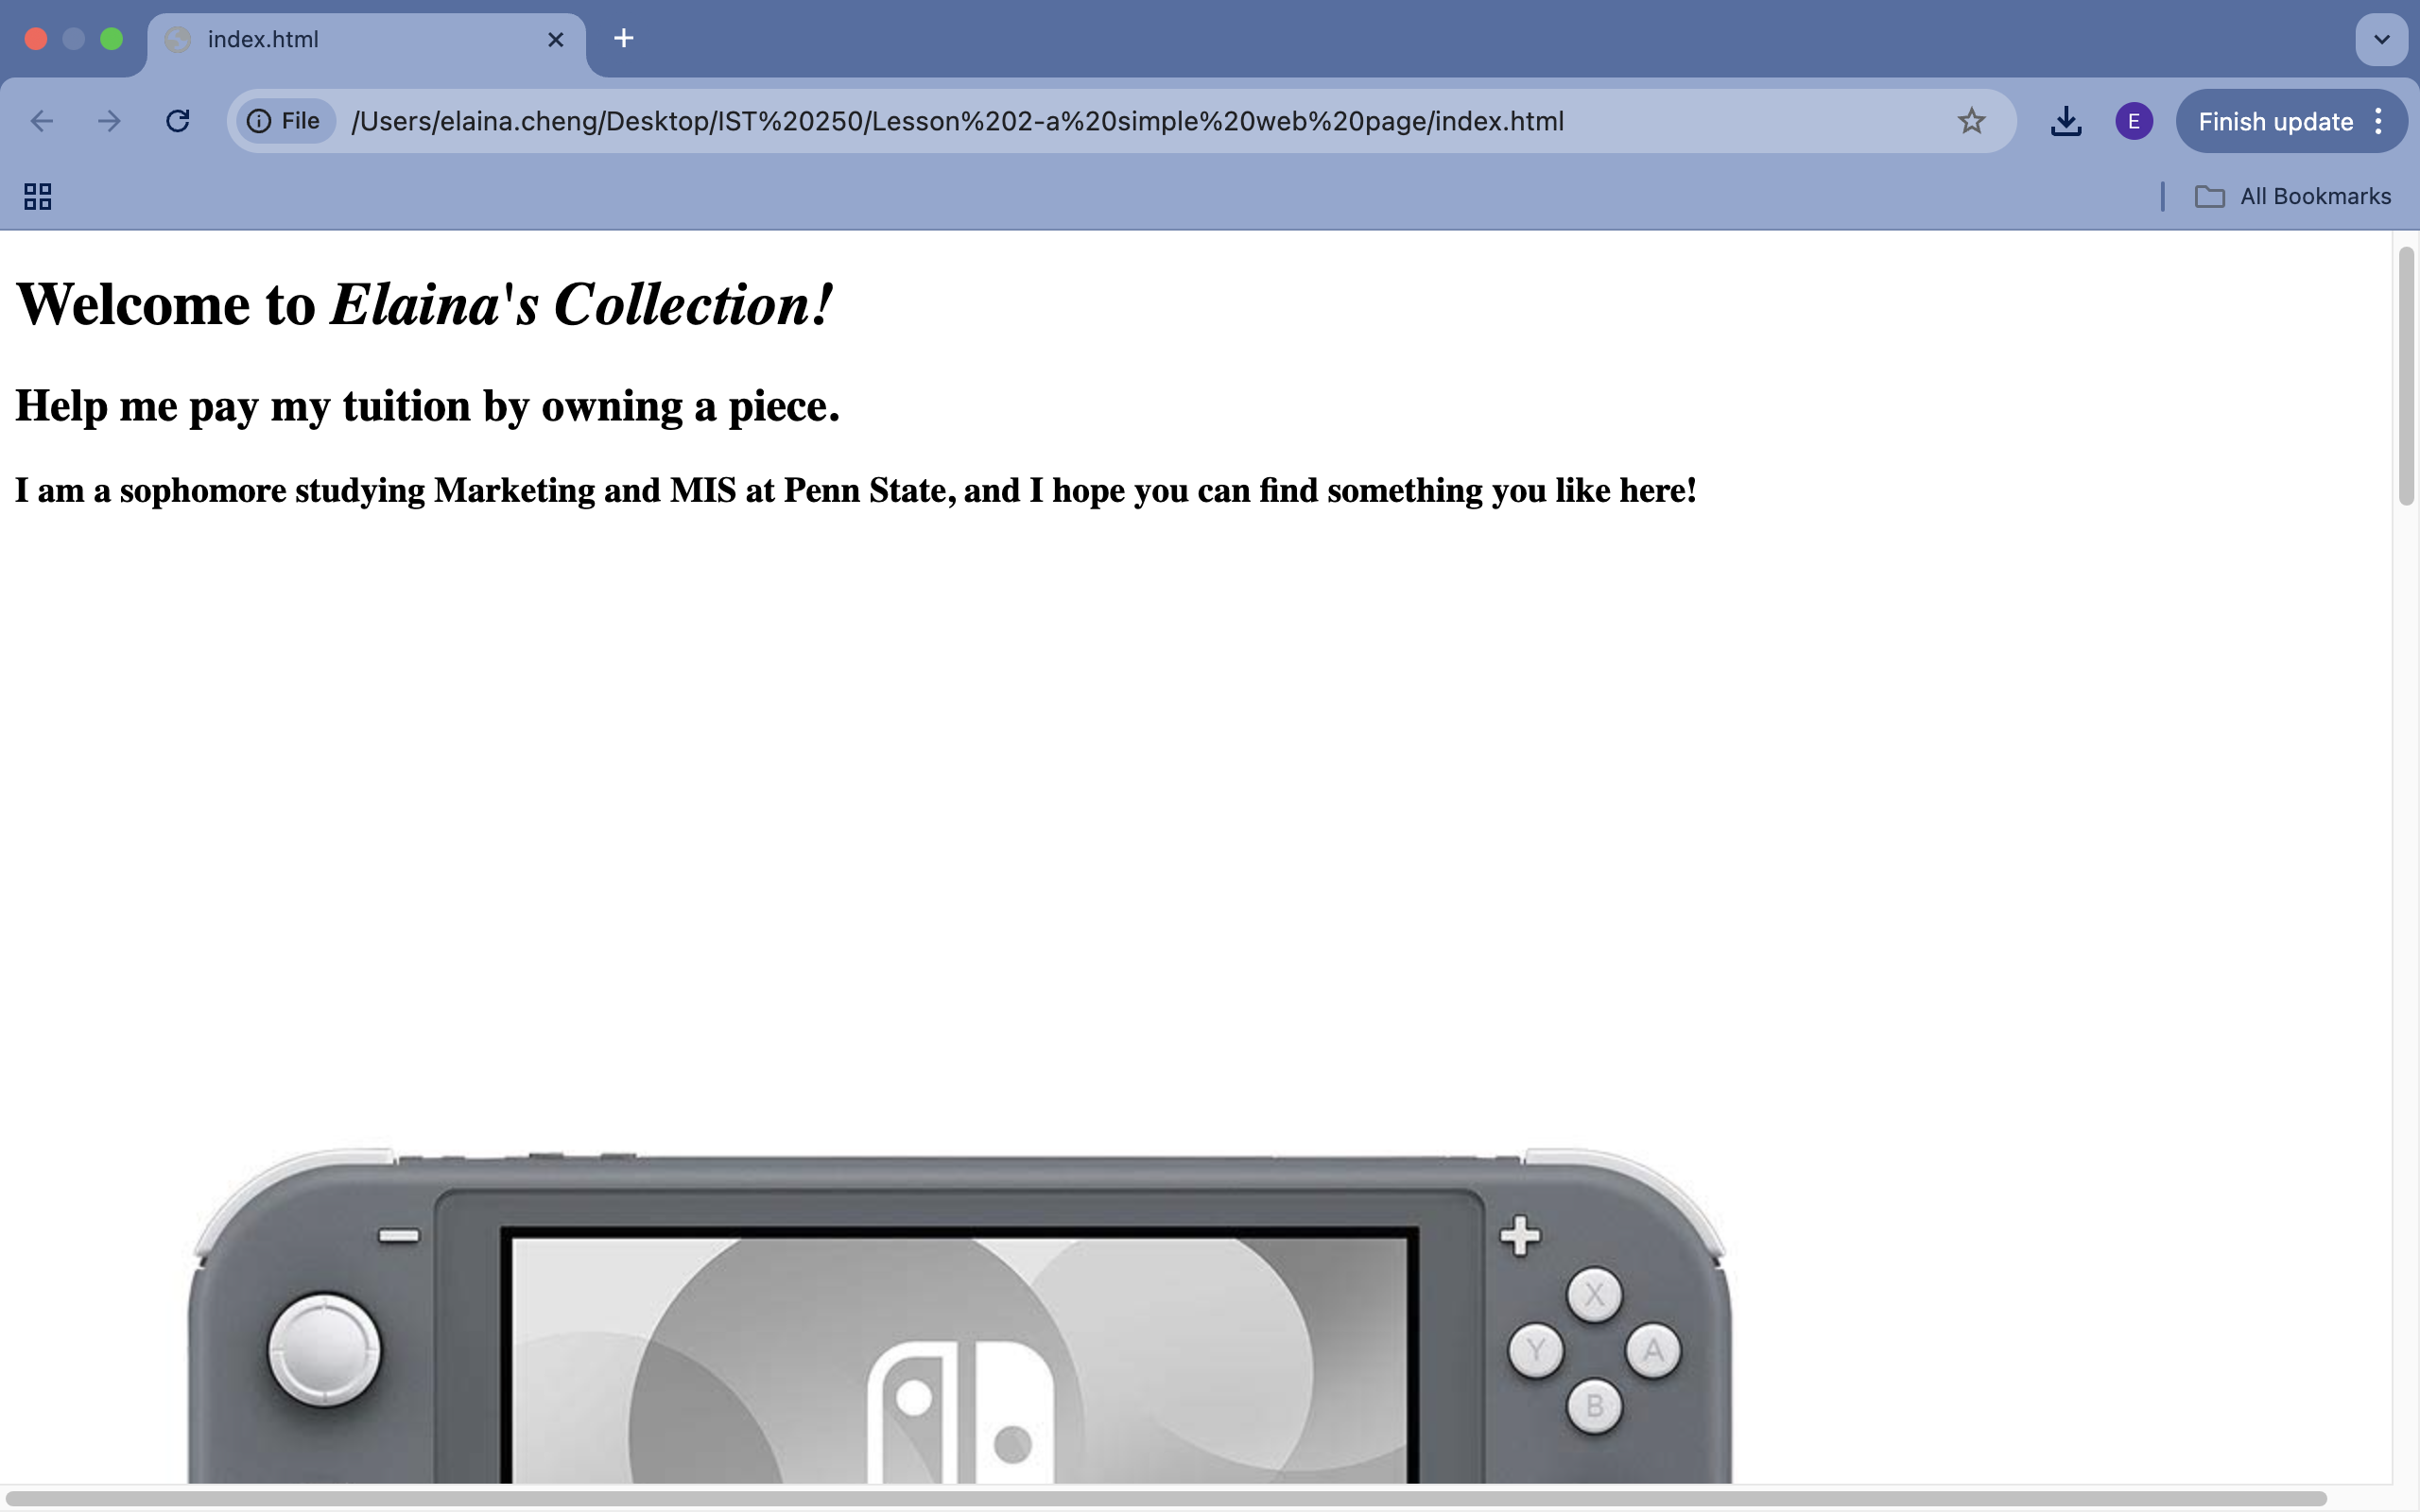 index.html
File /Users/elaina.cheng/Desktop/IST%20250/Lesson%202-a%20simple%20web%20page/index.html E Finish update
All Bookmarks
Welcome to Elaina's Collection!
Help me pay my tuition by owning a piece.
I am a sophomore studying Marketing and MIS at Penn State, and I hope you can find something you like here!
X
Y A
B